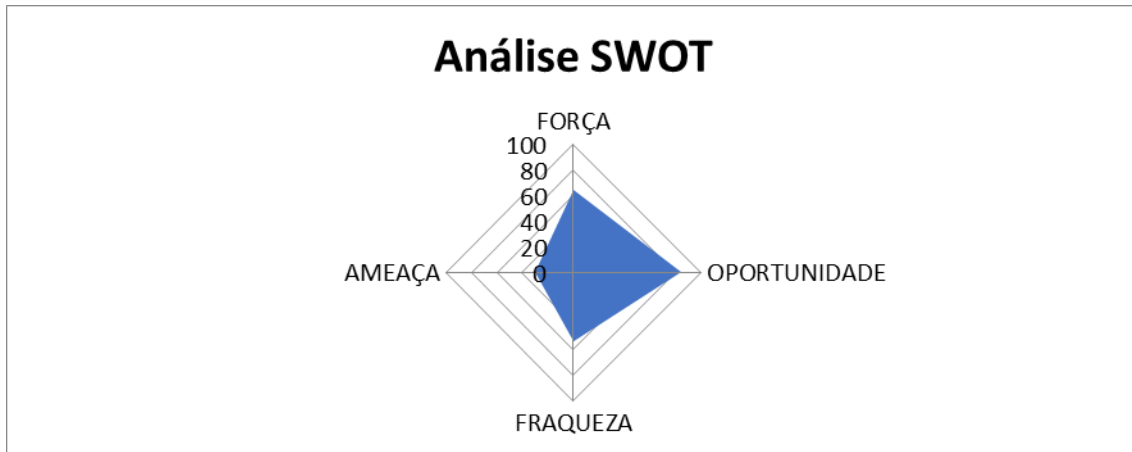 Análise SWOT
FORÇA
100
80
60
40
20
0
AMEAÇA
OPORTUNIDADE
FRAQUEZA